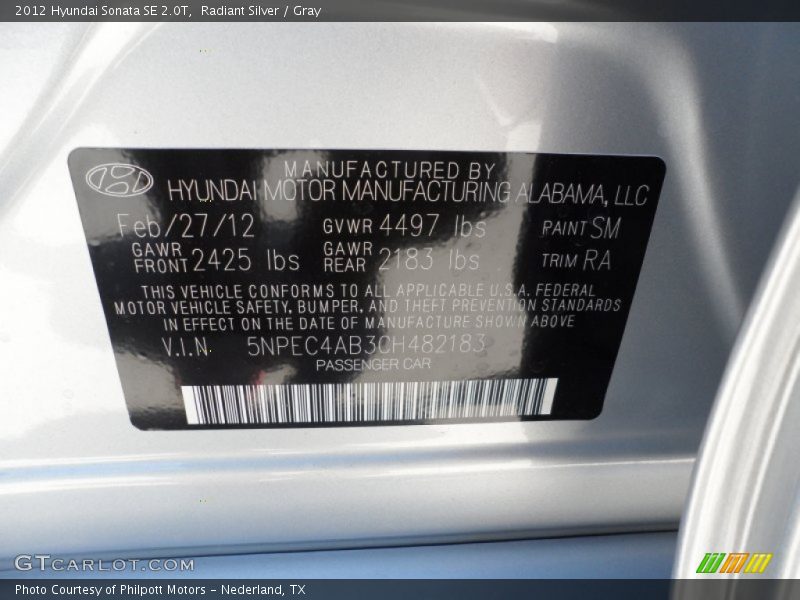 2012 Hyundai Sonata SE 2.0T,  Radiant Silver / Gray
MANUFACTURED BY
HYUNDAI MOTOR MANUFACTURING ALABAMA, LLC
Feb/27/12 GVWR 4497 lbs PAINT SM
GAWR FRONT 2425 lbs GAWR REAR 2183 lbs TRIM RA
THIS VEHICLE CONFORMS TO ALL APPLICABLE U.S.A. FEDERAL
MOTOR VEHICLE SAFETY, BUMPER, AND THEFT PREVENTION STANDARDS
IN EFFECT ON THE DATE OF MANUFACTURE SHOWN ABOVE
V.I.N 5NPEC4AB3CH482183
PASSENGER CAR
GTCARLOT.COM
Photo Courtesy of Philpott Motors - Nederland, TX